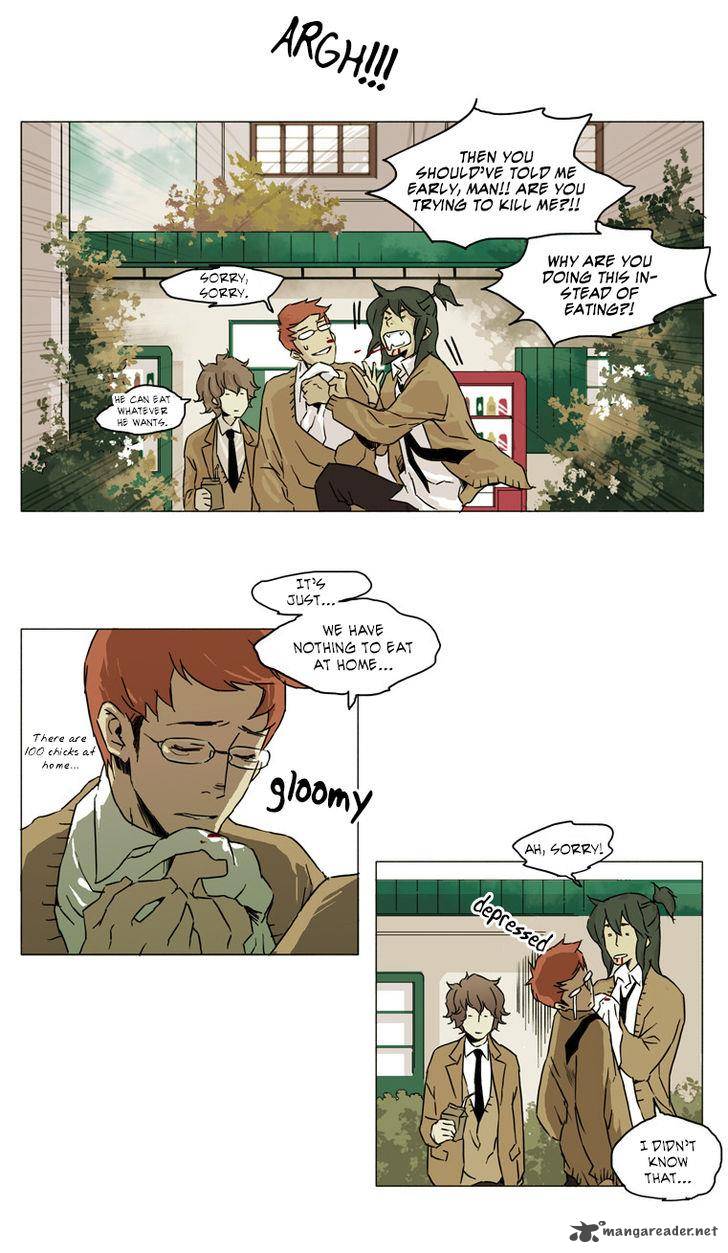 ARGH!!!
THEN YOU
SHOULD'VE TOLD ME
EARLY, MAN!! ARE YOU
TRYING TO KILL ME?!!
WHY ARE YOU
DOING THIS IN-
STEAD OF
EATING?!
SORRY,
SORRY.
HE CAN EAT
WHATEVER
HE WANTS.
IT'S
JUST...
WE HAVE
NOTHING TO EAT
AT HOME...
There are
100 chicks at
home...
gloomy
AH, SORRY!
depressed
I DIDN'T
KNOW
THAT...
mangareader.net